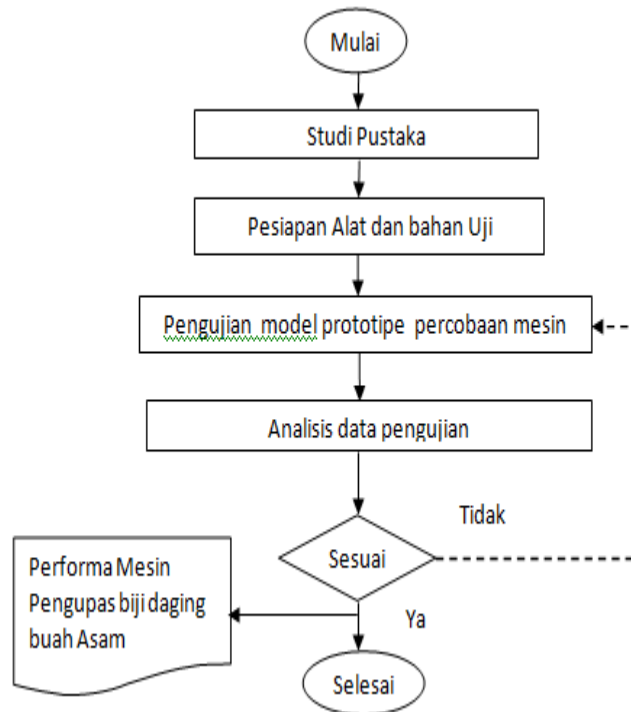 Mulai
Studi Pustaka
Pesiapan Alat dan bahan Uji
Pengujian model prototipe percobaan mesin
Analisis data pengujian
Tidak
Sesuai
Performa Mesin
Pengupas biji daging
buah Asam
Ya
Selesai